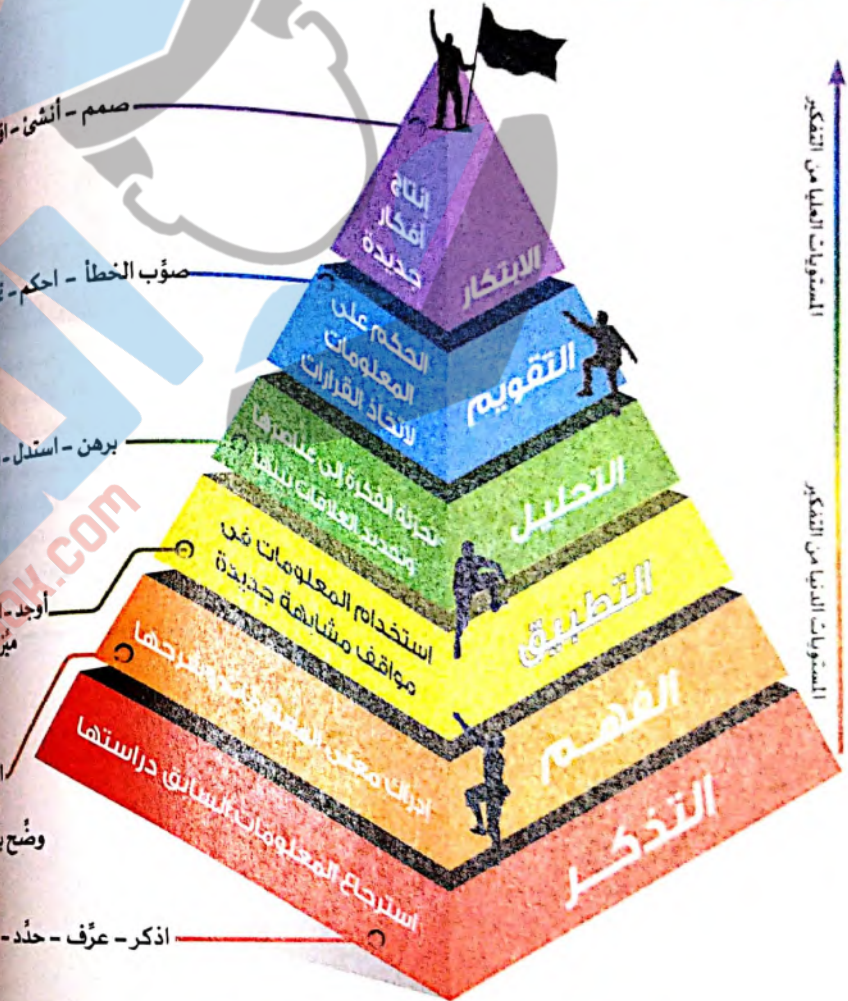 صمم - أنشئ -
إنتاج
أفكار
جديدة
الابتكار
صوَّب الخطأ - احكم -
الحكم على
المعلومات
لاتخاذ القرارات
التقويم
برهن - استدل -
تجزئة الفكرة إلى عناصرها
وتحديد العلاقات بينها
التحليل
أوجد -
استخدام المعلومات في
مواقف مشابهة جديدة
التطبيق
إدراك معنى المعلومات وشرحها
الفهم
وضَّح
استرجاع المعلومات السابق دراستها
التذكر
اذكر - عرَّف - حدَّد -
المستويات العليا من التفكير
المستويات الدنيا من التفكير
K.COM